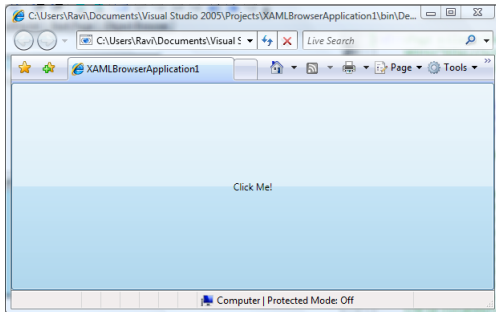 C:\Users\Ravi\Documents\Visual Studio 2005\Projects\XAMLBrowserApplication1\bin\De...
C:\Users\Ravi\Documents\Visual S
Live Search
XAMLBrowserApplication1
Page
Tools
Click Me!
Computer | Protected Mode: Off